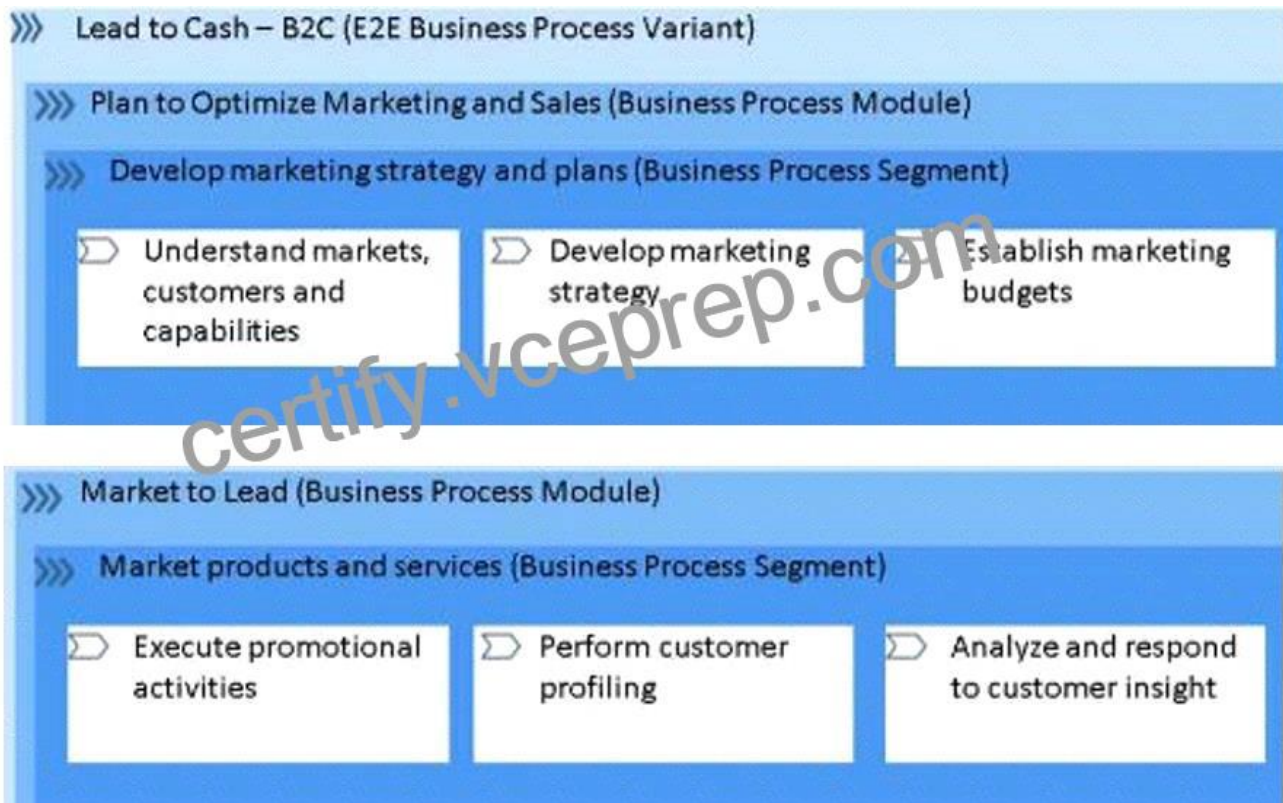 Lead to Cash – B2C (E2E Business Process Variant)
Plan to Optimize Marketing and Sales (Business Process Module)
Develop marketing strategy and plans (Business Process Segment)
Understand markets,
customers and
capabilities
Develop marketing
strategy
Establish marketing
budgets
certify.vceprep.com
Market to Lead (Business Process Module)
Market products and services (Business Process Segment)
Execute promotional
activities
Perform customer
profiling
Analyze and respond
to customer insight